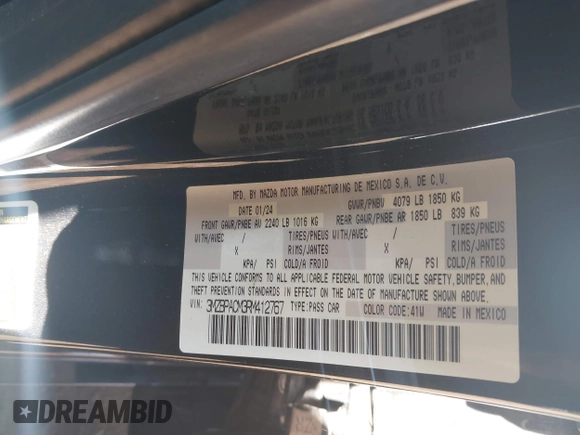 MFD. BY MAZDA MOTOR MANUFACTURING DE MEXICO S.A. DE C.V.
DATE 01/24 GVWR/PNBV 4079 LB 1850 KG
FRONT GAWR/PNBE AV 2240 LB 1016 KG REAR GAWR/PNBE AR 1850 LB 839 KG
WITH/AVEC / TIRES/PNEUS WITH/AVEC / TIRES/PNEUS
X RIMS/JANTES X RIMS/JANTES
KPA/ PSI COLD/A FROID KPA/ PSI COLD/A FROID
THIS VEHICLE CONFORMS TO ALL APPLICABLE FEDERAL MOTOR VEHICLE SAFETY, BUMPER, AND
THEFT PREVENTION STANDARDS IN EFFECT ON THE DATE OF MANUFACTURE SHOWN ABOVE.
VIN: 3MZBPACM3RM412767 TYPE:PASS CAR COLOR CODE:41W MADE IN MEXICO
DREAMBID